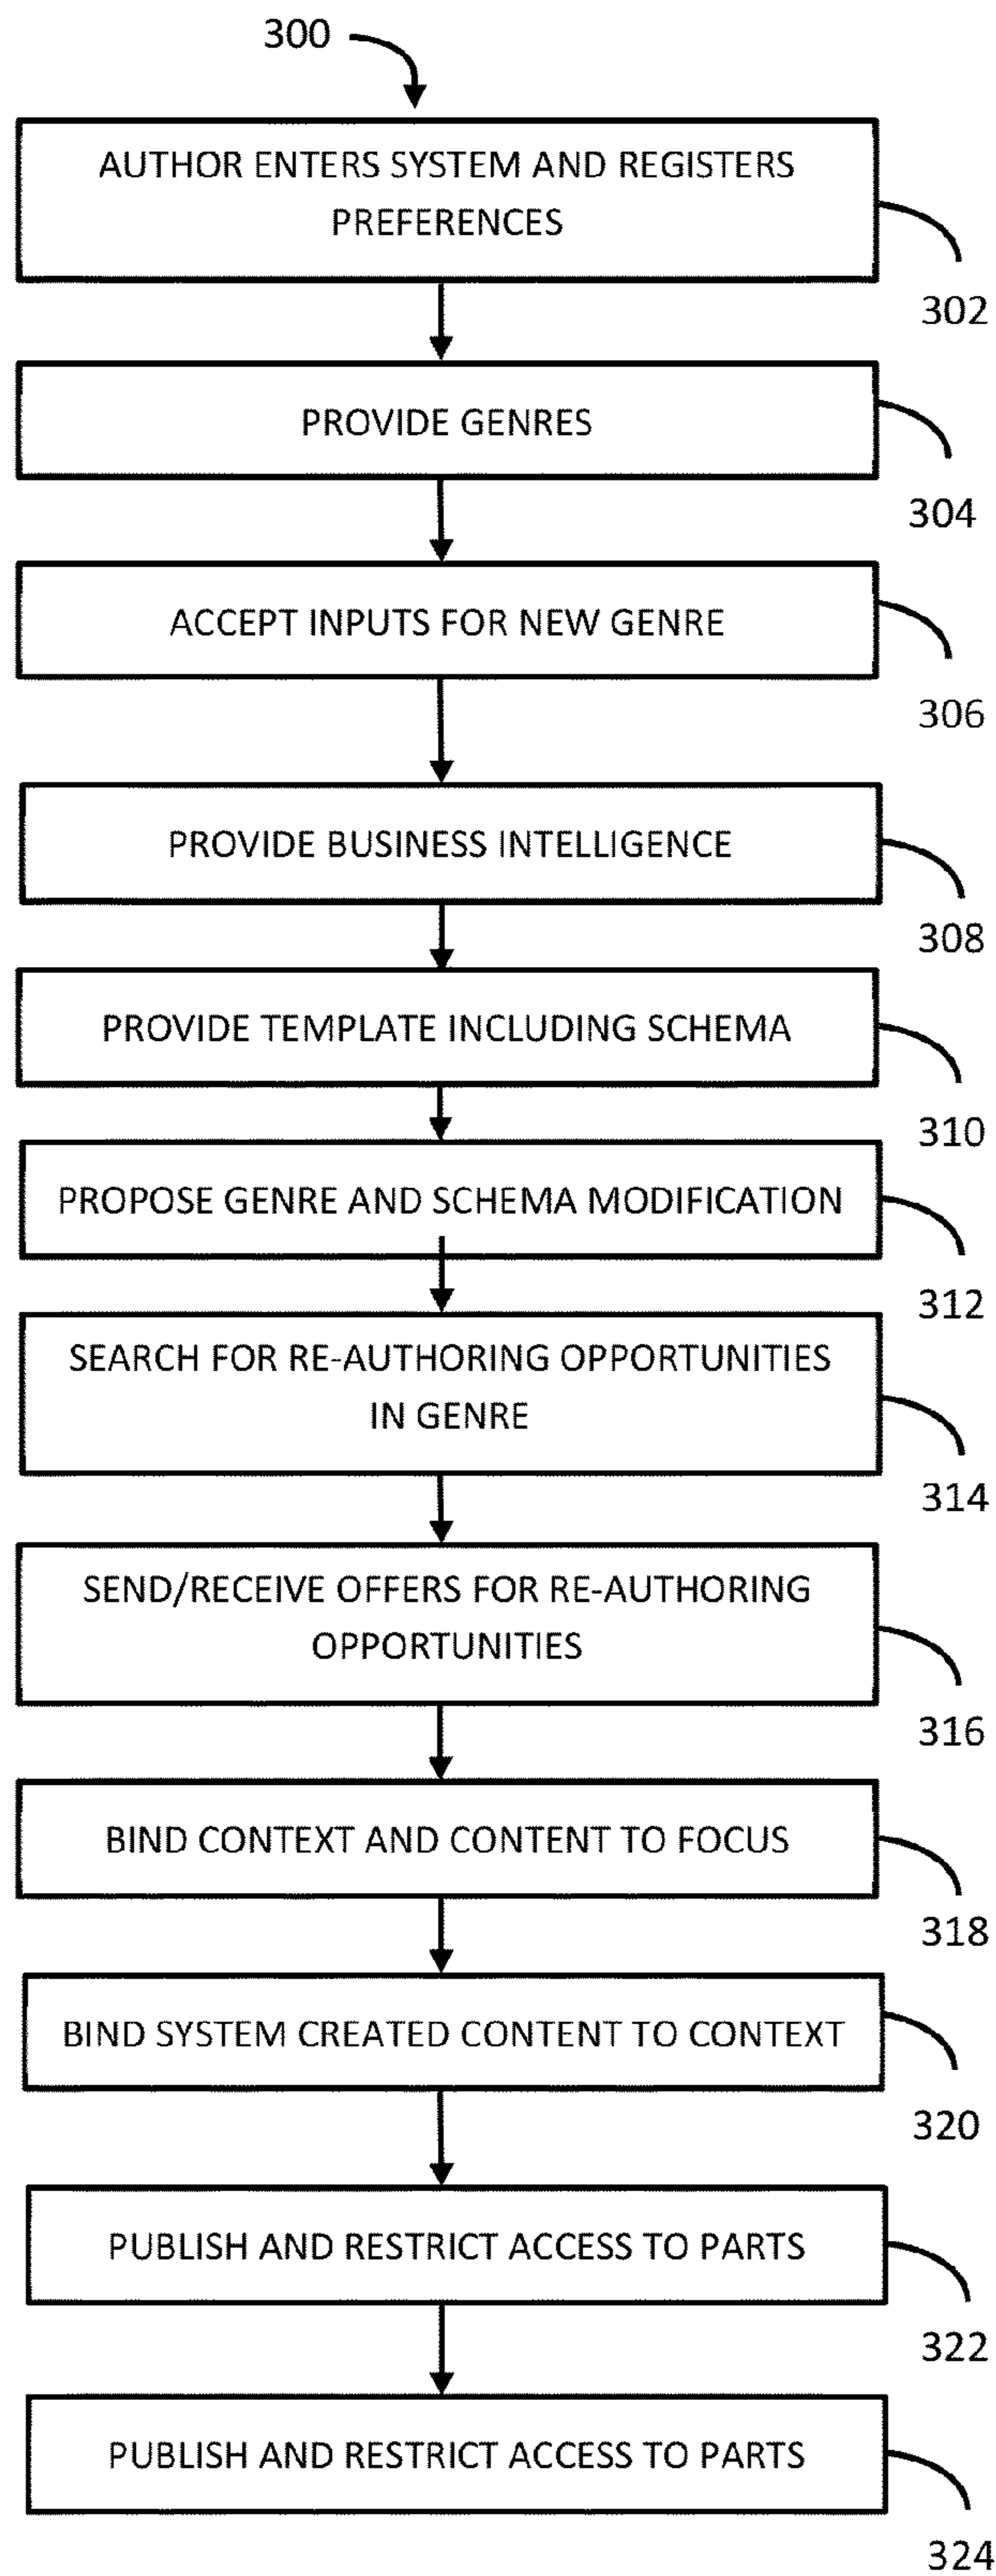 300
AUTHOR ENTERS SYSTEM AND REGISTERS
PREFERENCES
302
PROVIDE GENRES
304
ACCEPT INPUTS FOR NEW GENRE
306
PROVIDE BUSINESS INTELLIGENCE
308
PROVIDE TEMPLATE INCLUDING SCHEMA
310
PROPOSE GENRE AND SCHEMA MODIFICATION
312
SEARCH FOR RE-AUTHORING OPPORTUNITIES
IN GENRE
314
SEND/RECEIVE OFFERS FOR RE-AUTHORING
OPPORTUNITIES
316
BIND CONTEXT AND CONTENT TO FOCUS
318
BIND SYSTEM CREATED CONTENT TO CONTEXT
320
PUBLISH AND RESTRICT ACCESS TO PARTS
322
PUBLISH AND RESTRICT ACCESS TO PARTS
324